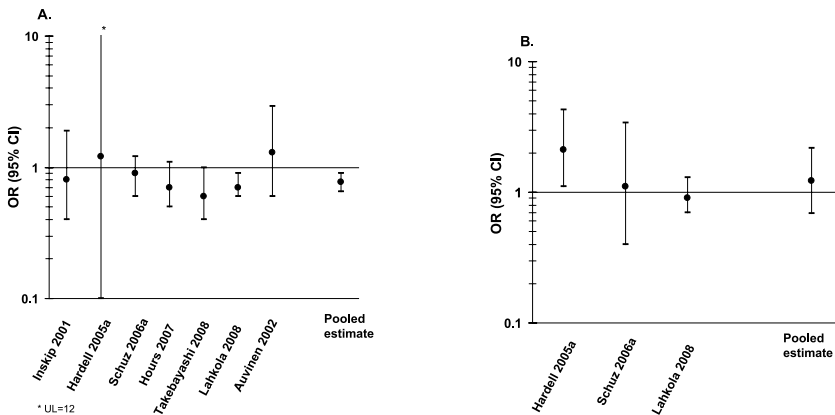 A.
*
10
1
0.1
OR (95% CI)
Inskip 2001
Hardell 2005a
Schuz 2006a
Hours 2007
Takebayashi 2008
Lahkola 2008
Auvinen 2002
Pooled
estimate
* UL=12
B.
10
1
0.1
OR (95% CI)
Hardell 2005a
Schuz 2006a
Lahkola 2008
Pooled
estimate